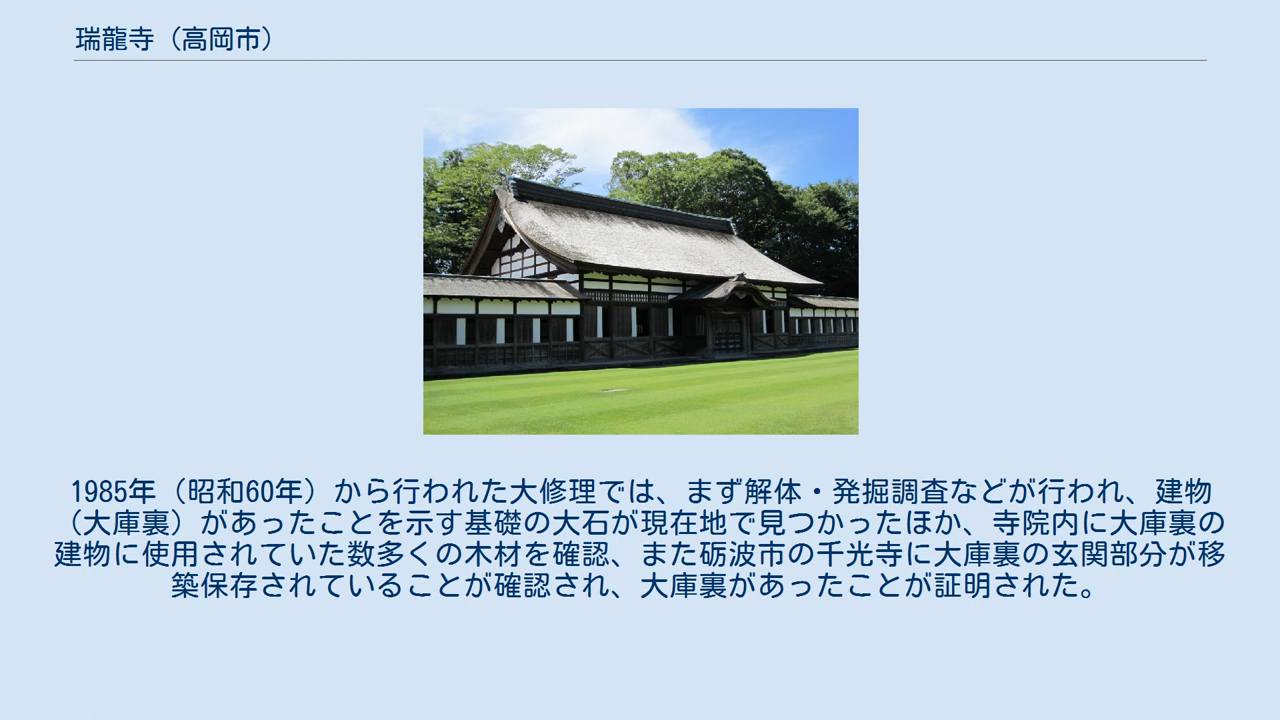 瑞龍寺（高岡市）
1985年（昭和60年）から行われた大修理では、まず解体・発掘調査などが行われ、建物
（大庫裏）があったことを示す基礎の大石が現在地で見つかったほか、寺院内に大庫裏の
建物に使用されていた数多くの木材を確認、また砺波市の千光寺に大庫裏の玄関部分が移
築保存されていることが確認され、大庫裏があったことが証明された。